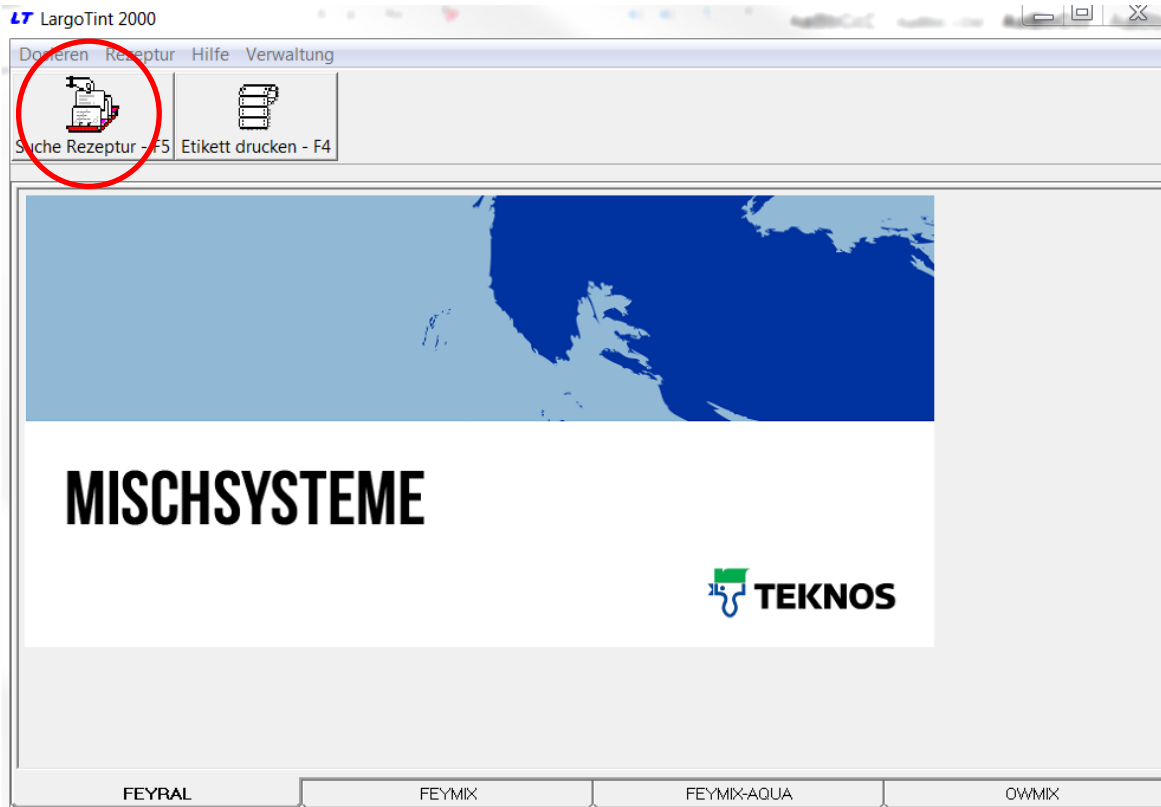 LT LargoTint 2000
Dosieren Rezeptur Hilfe Verwaltung
Suche Rezeptur - F5 Etikett drucken - F4
MISCHSYSTEME
TEKNOS
FEYRAL FEYMIX FEYMIX-AQUA OWMIX